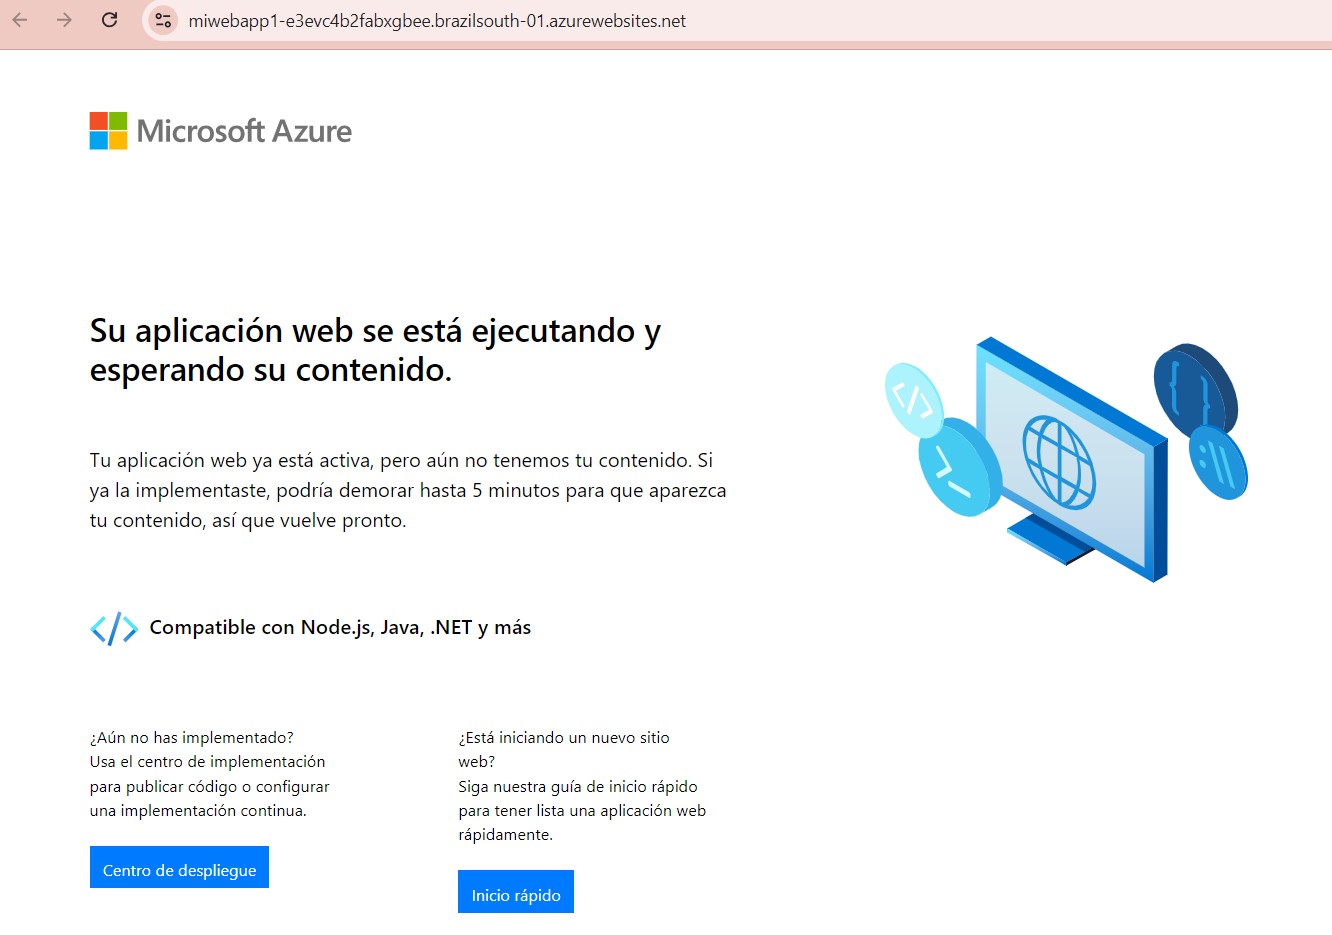 miwebapp1-e3evc4b2fabxgbee.brazilsouth-01.azurewebsites.net
Microsoft Azure
Su aplicación web se está ejecutando y
esperando su contenido.
Tu aplicación web ya está activa, pero aún no tenemos tu contenido. Si
ya la implementaste, podría demorar hasta 5 minutos para que aparezca
tu contenido, así que vuelve pronto.
Compatible con Node.js, Java, .NET y más
¿Aún no has implementado?
Usa el centro de implementación
para publicar código o configurar
una implementación continua.
Centro de despliegue
¿Está iniciando un nuevo sitio
web?
Siga nuestra guía de inicio rápido
para tener lista una aplicación web
rápidamente.
Inicio rápido